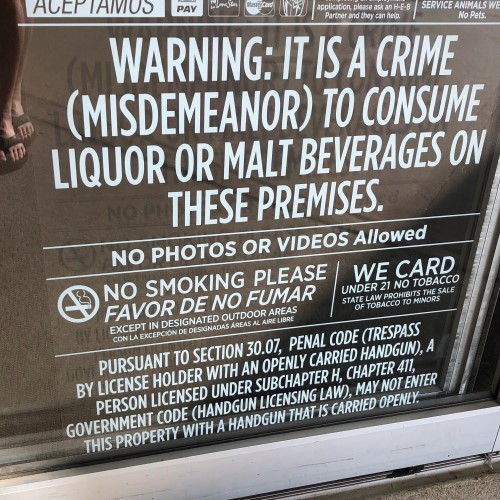 ACEPTAMOS
PAY
Lone Star
MasterCard
application, please ask an H-E-B
Partner and they can help.
SERVICE ANIMALS WE
No Pets.
WARNING: IT IS A CRIME
(MISDEMEANOR) TO CONSUME
LIQUOR OR MALT BEVERAGES ON
THESE PREMISES.
NO PHOTOS OR VIDEOS Allowed
NO SMOKING PLEASE
FAVOR DE NO FUMAR
EXCEPT IN DESIGNATED OUTDOOR AREAS
CON LA EXCEPCIÓN DE DESIGNADAS ÁREAS AL AIRE LIBRE
WE CARD
UNDER 21 NO TOBACCO
STATE LAW PROHIBITS THE SALE
OF TOBACCO TO MINORS
PURSUANT TO SECTION 30.07, PENAL CODE (TRESPASS
BY LICENSE HOLDER WITH AN OPENLY CARRIED HANDGUN), A
PERSON LICENSED UNDER SUBCHAPTER H, CHAPTER 411,
GOVERNMENT CODE (HANDGUN LICENSING LAW), MAY NOT ENTER
THIS PROPERTY WITH A HANDGUN THAT IS CARRIED OPENLY.